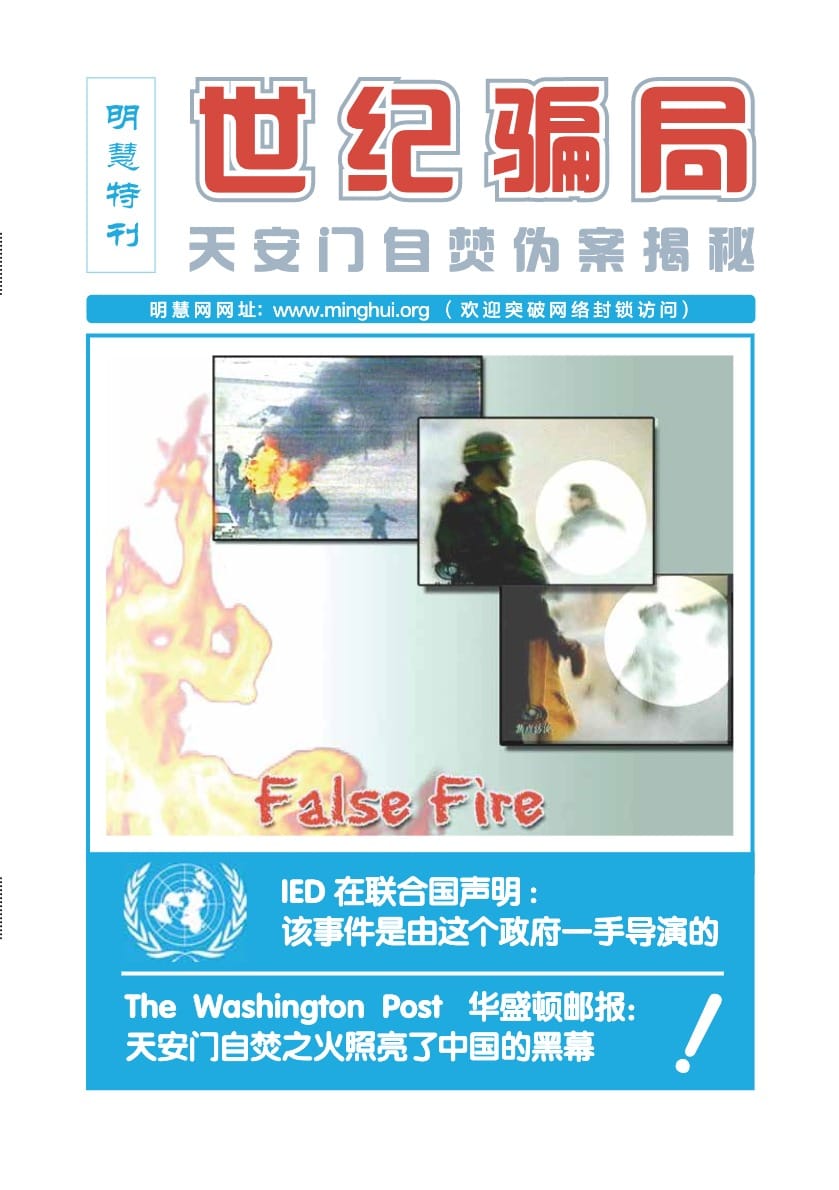 明慧特刊
世纪骗局
天安门自焚伪案揭秘
明慧网网址: www.minghui.org ( 欢迎突破网络封锁访问)
焦点访谈
False Fire
IED 在联合国声明：
该事件是由这个政府一手导演的
The Washington Post 华盛顿邮报:
天安门自焚之火照亮了中国的黑幕
!